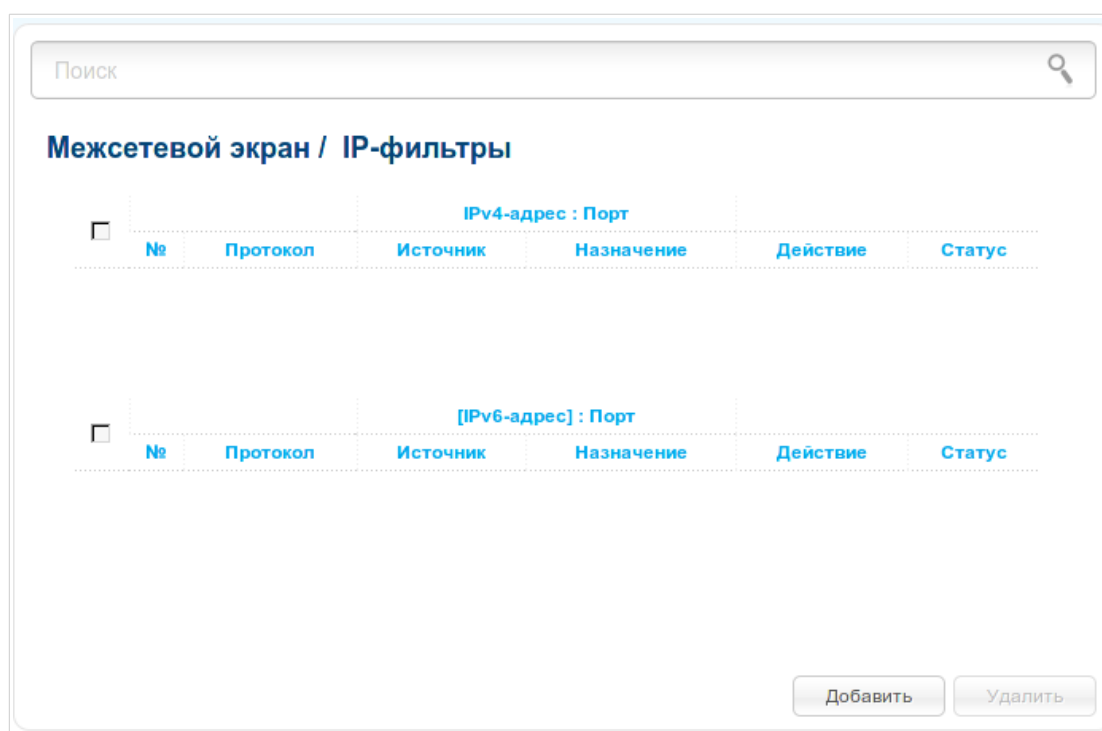 Поиск
Межсетевой экран / IP-фильтры
IPv4-адрес : Порт
№ Протокол Источник Назначение Действие Статус
[IPv6-адрес] : Порт
№ Протокол Источник Назначение Действие Статус
Добавить Удалить